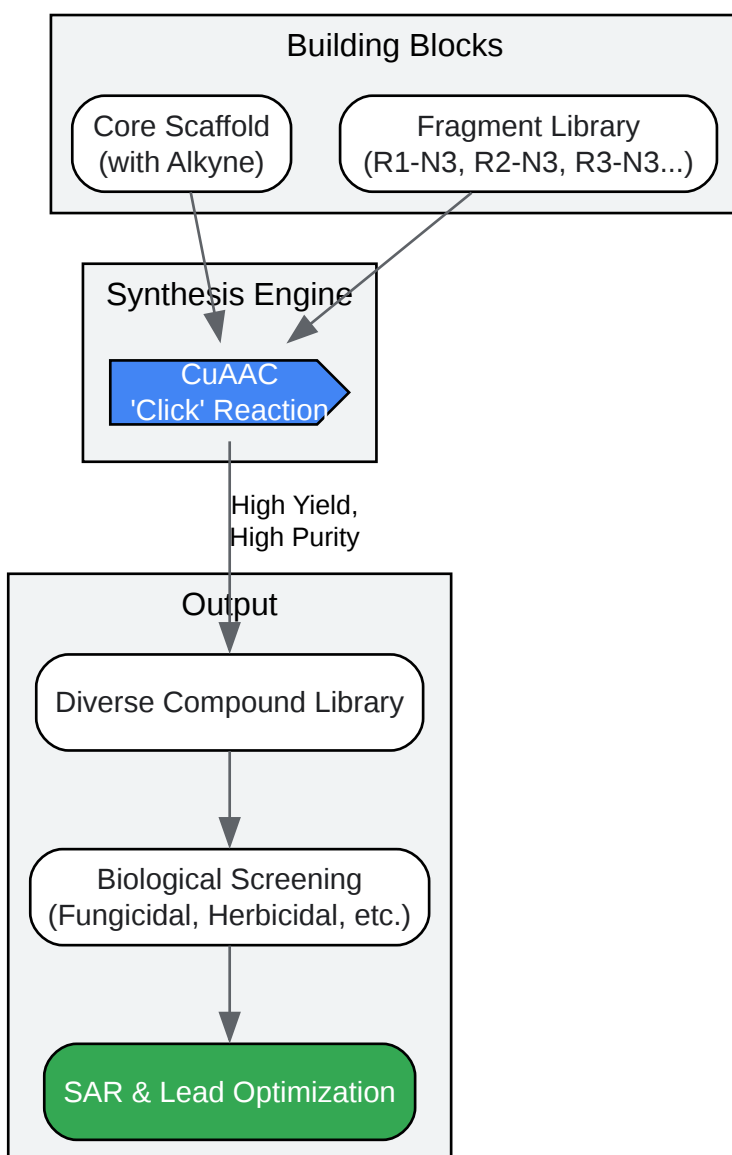 Building Blocks
Core Scaffold
(with Alkyne)
Fragment Library
(R1-N3, R2-N3, R3-N3...)
Synthesis Engine
CuAAC
'Click' Reaction
High Yield,
High Purity
Output
Diverse Compound Library
Biological Screening
(Fungicidal, Herbicidal, etc.)
SAR & Lead Optimization